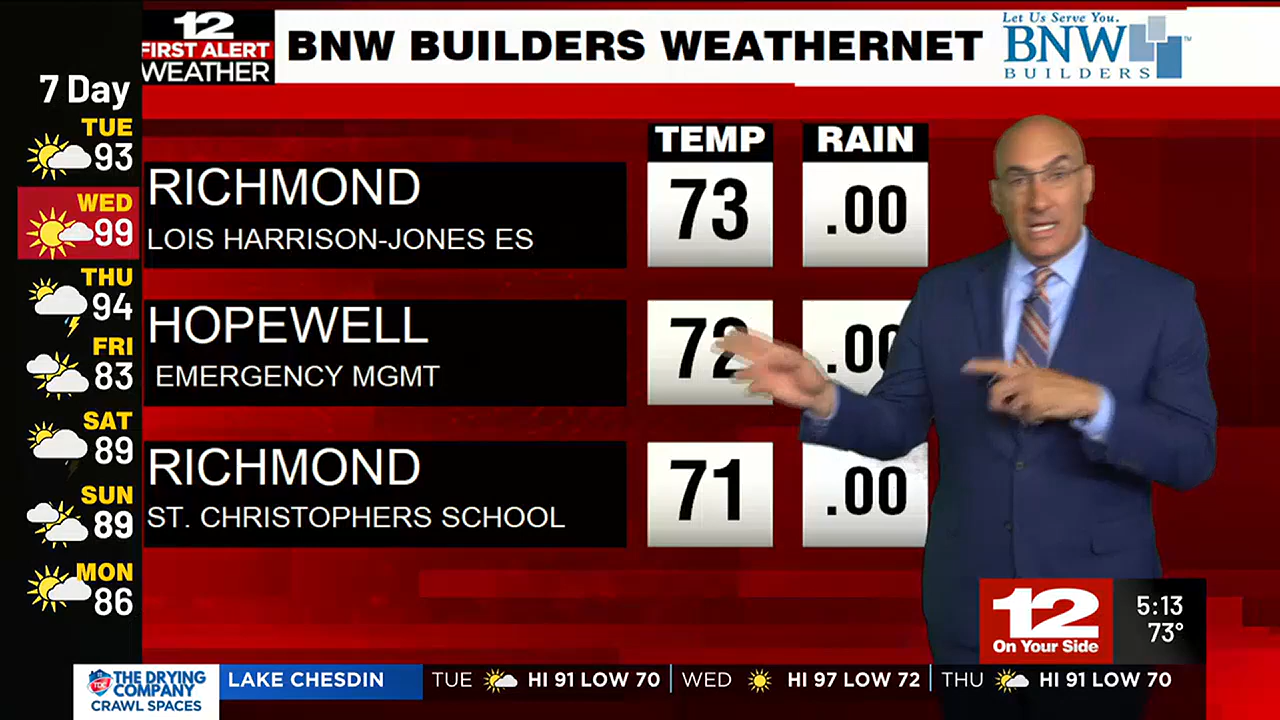 12
FIRST ALERT
WEATHER
BNW BUILDERS WEATHERNET
Let Us Serve You.
BNW
BUILDERS
7 Day
TUE
93
WED
99
THU
94
FRI
83
SAT
89
SUN
89
MON
86
TEMP RAIN
RICHMOND
LOIS HARRISON-JONES ES
73 .00
HOPEWELL
EMERGENCY MGMT
72 .00
RICHMOND
ST. CHRISTOPHERS SCHOOL
71 .00
12
On Your Side
5:13
73°
THE DRYING
COMPANY
CRAWL SPACES
LAKE CHESDIN TUE HI 91 LOW 70 WED HI 97 LOW 72 THU HI 91 LOW 70